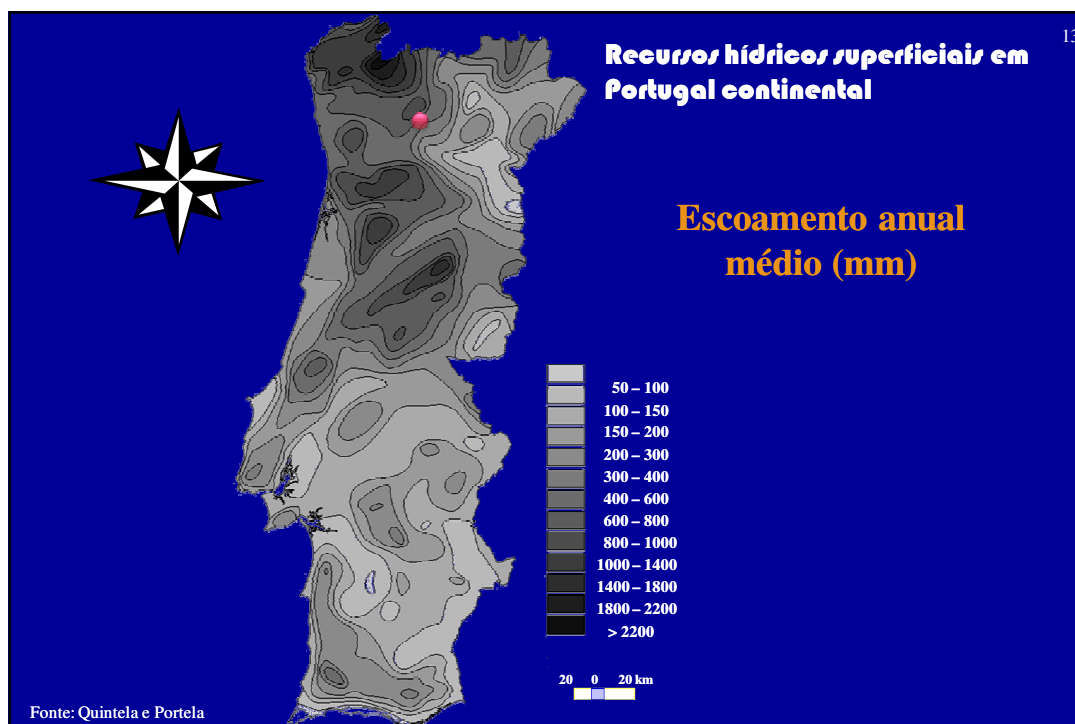 13
Recursos hídricos superficiais em
Portugal continental
Escoamento anual
médio (mm)
50 – 100
100 – 150
150 – 200
200 – 300
300 – 400
400 – 600
600 – 800
800 – 1000
1000 – 1400
1400 – 1800
1800 – 2200
> 2200
20 0 20 km
Fonte: Quintela e Portela